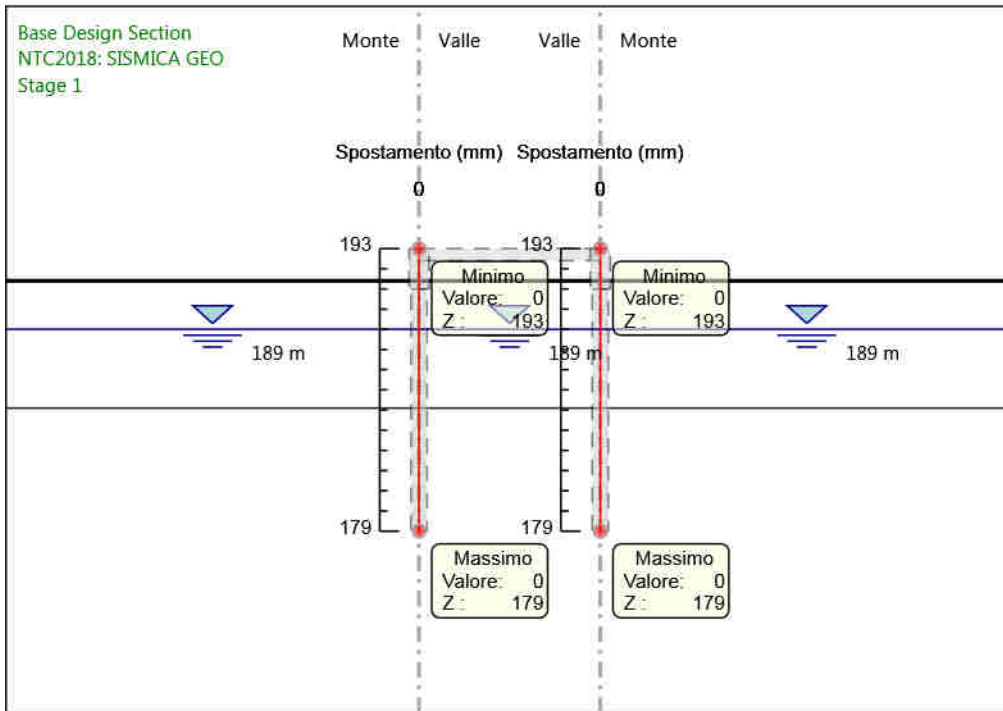 Base Design Section
NTC2018: SISMICA GEO
Stage 1
Monte Valle Valle Monte
Spostamento (mm) Spostamento (mm)
0 0
193 193
Minimo
Valore: 0
Z : 193
Minimo
Valore: 0
Z : 193
189 m 189 m 189 m
179 179
Massimo
Valore: 0
Z : 179
Massimo
Valore: 0
Z : 179